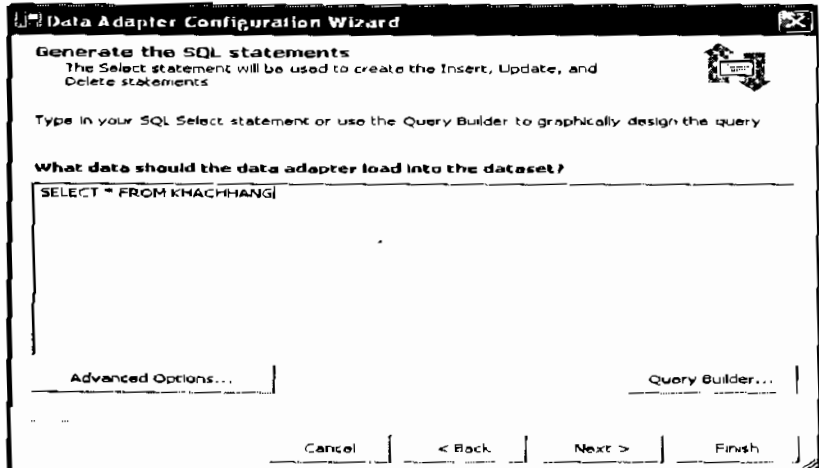 Data Adapter Configuration Wizard
Generate the SQL statements
The Select statement will be used to create the Insert, Update, and
Delete statements
Type in your SQL Select statement or use the Query Builder to graphically design the query
What data should the data adapter load into the dataset?
SELECT * FROM KHACHHANG
Advanced Options...
Query Builder...
Cancel
< Back
Next >
Finish